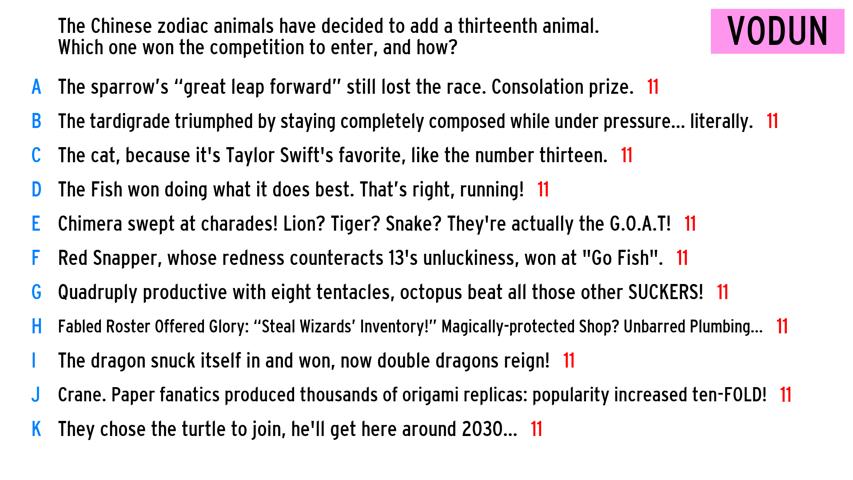 The Chinese zodiac animals have decided to add a thirteenth animal.
Which one won the competition to enter, and how?
VODUN
A The sparrow's “great leap forward” still lost the race. Consolation prize. 11
B The tardigrade triumphed by staying completely composed while under pressure... literally. 11
C The cat, because it's Taylor Swift's favorite, like the number thirteen. 11
D The Fish won doing what it does best. That’s right, running! 11
E Chimera swept at charades! Lion? Tiger? Snake? They're actually the G.O.A.T! 11
F Red Snapper, whose redness counteracts 13's unluckiness, won at "Go Fish". 11
G Quadruply productive with eight tentacles, octopus beat all those other SUCKERS! 11
H Fabled Roster Offered Glory: “Steal Wizards’ Inventory!” Magically-protected Shop? Unbarred Plumbing... 11
I The dragon snuck itself in and won, now double dragons reign! 11
J Crane. Paper fanatics produced thousands of origami replicas: popularity increased ten-FOLD! 11
K They chose the turtle to join, he'll get here around 2030... 11